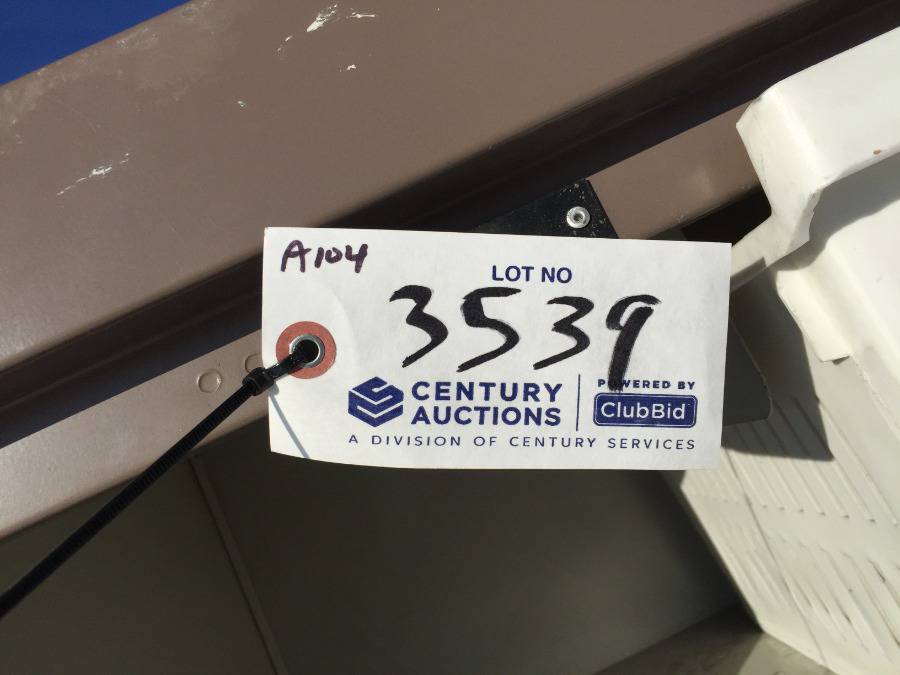 A104
LOT NO
3539
CENTURY AUCTIONS
POWERED BY
ClubBid
A DIVISION OF CENTURY SERVICES